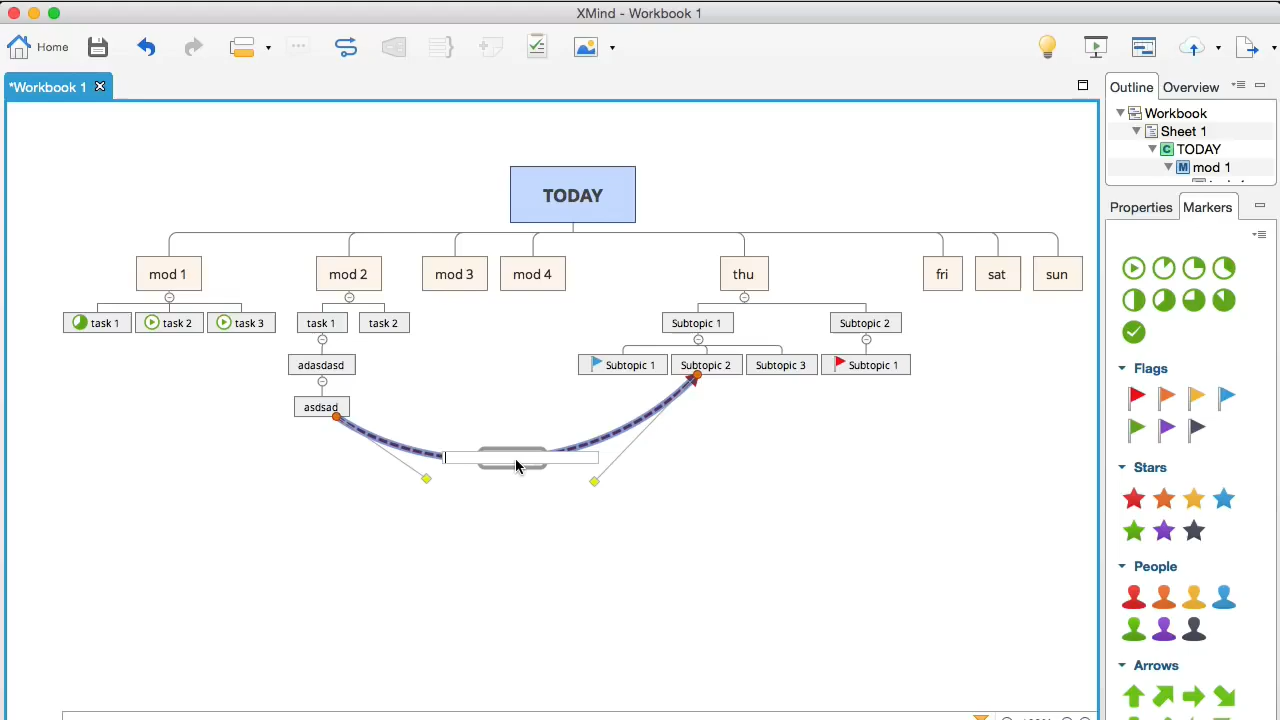 XMind - Workbook 1
Home
*Workbook 1
Outline
Overview
Workbook
Sheet 1
C TODAY
M mod 1
Properties
Markers
TODAY
mod 1
mod 2
mod 3
mod 4
thu
fri
sat
sun
task 1
task 2
task 3
task 1
task 2
Subtopic 1
Subtopic 2
adasdasd
Subtopic 1
Subtopic 2
Subtopic 3
Subtopic 1
asdsad
Flags
Stars
People
Arrows